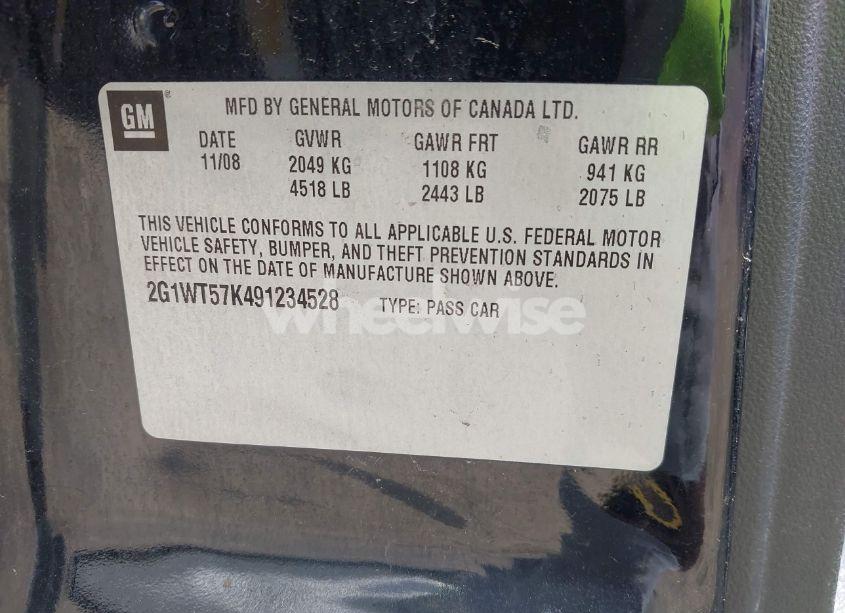 GM®
MFD BY GENERAL MOTORS OF CANADA LTD.
DATE GVWR GAWR FRT GAWR RR
11/08 2049 KG 1108 KG 941 KG
4518 LB 2443 LB 2075 LB
THIS VEHICLE CONFORMS TO ALL APPLICABLE U.S. FEDERAL MOTOR
VEHICLE SAFETY, BUMPER, AND THEFT PREVENTION STANDARDS IN
EFFECT ON THE DATE OF MANUFACTURE SHOWN ABOVE.
2G1WT57K491234528 TYPE: PASS CAR
wheelwise